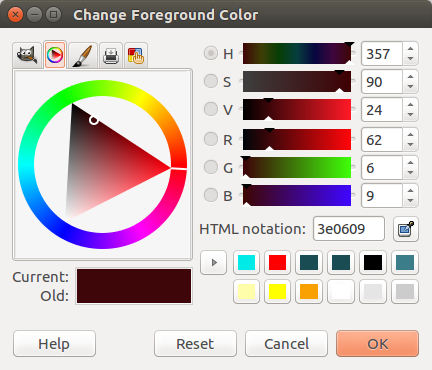 Change Foreground Color
H 357
S 90
V 24
R 62
G 6
B 9
HTML notation: 3e0609
Current:
Old:
Help Reset Cancel OK